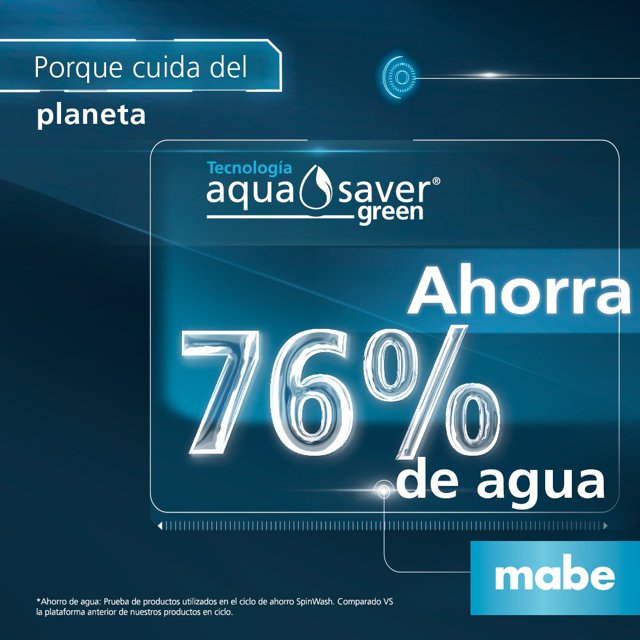 Porque cuida del
planeta
Tecnología
aqua saver®
green
Ahorra
76%
de agua
mabe
*Ahorro de agua: Prueba de productos utilizados en el ciclo de ahorro SpinWash. Comparado VS
la plataforma anterior de nuestros productos en ciclo.